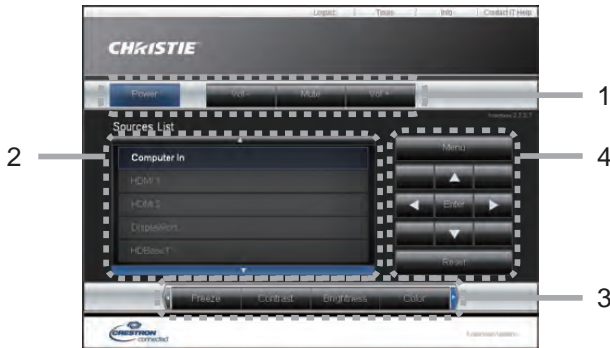 Logout Tools Info Contact IT Help
CHRISTIE
Power Vol - Mute Vol +
1
Sources List
2
Menu
4
Computer In
HDMI 1
HDMI 2
Enter
DisplayPort
HDBaseT
Reset
3
Freeze Contrast Brightness Color
CRESTRON
connected